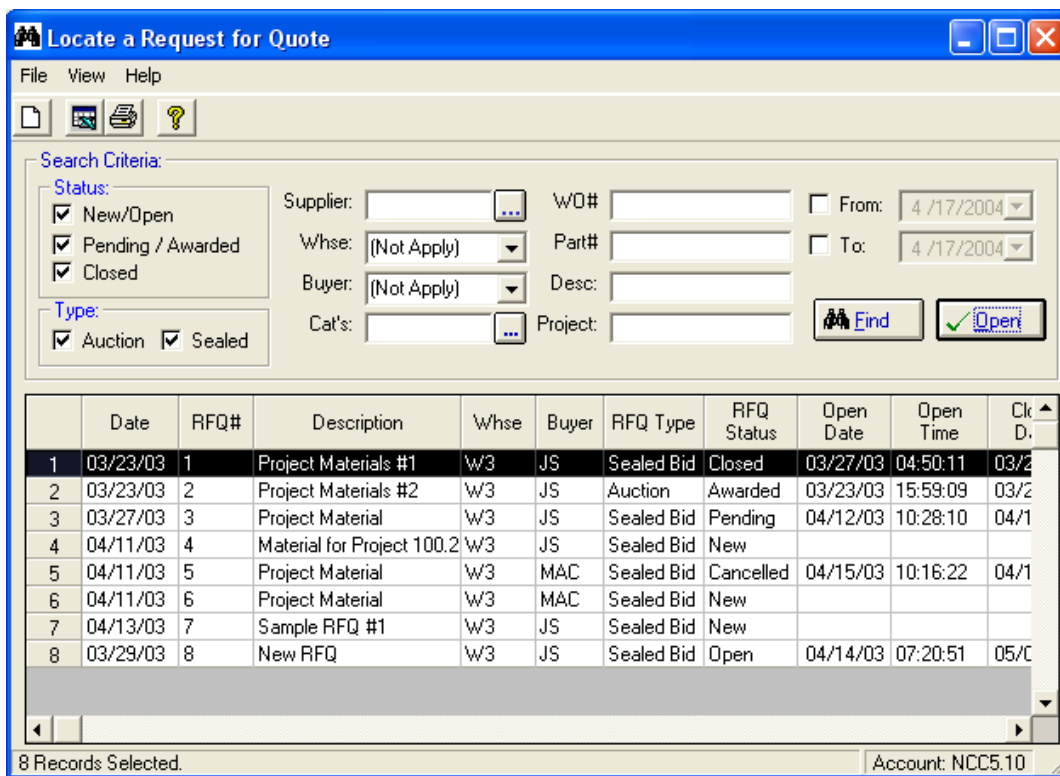 Locate a Request for Quote
File View Help
Search Criteria:
Status:
New/Open
Pending / Awarded
Closed
Type:
Auction Sealed
Supplier: ...
Whse: (Not Apply)
Buyer: (Not Apply)
Cat's: ...
WO#
Part#
Desc:
Project:
From: 4 /17/2004
To: 4 /17/2004
Find Open
Date RFQ# Description Whse Buyer RFQ Type RFQ Status Open Date Open Time
1 03/23/03 1 Project Materials #1 W3 JS Sealed Bid Closed 03/27/03 04:50:11 03/2
2 03/23/03 2 Project Materials #2 W3 JS Auction Awarded 03/23/03 15:59:09 03/2
3 03/27/03 3 Project Material W3 JS Sealed Bid Pending 04/12/03 10:28:10 04/1
4 04/11/03 4 Material for Project 100.2 W3 JS Sealed Bid New
5 04/11/03 5 Project Material W3 MAC Sealed Bid Cancelled 04/15/03 10:16:22 04/1
6 04/11/03 6 Project Material W3 MAC Sealed Bid New
7 04/13/03 7 Sample RFQ #1 W3 JS Sealed Bid New
8 03/29/03 8 New RFQ W3 JS Sealed Bid Open 04/14/03 07:20:51 05/0
8 Records Selected. Account: NCC5.10